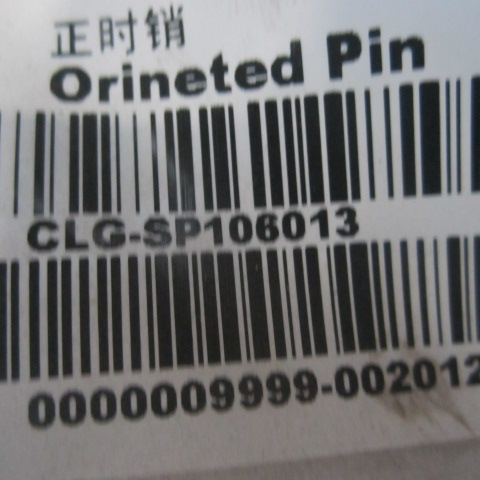 正时销
Orineted Pin
CLG-SP106013
0000009999-002012